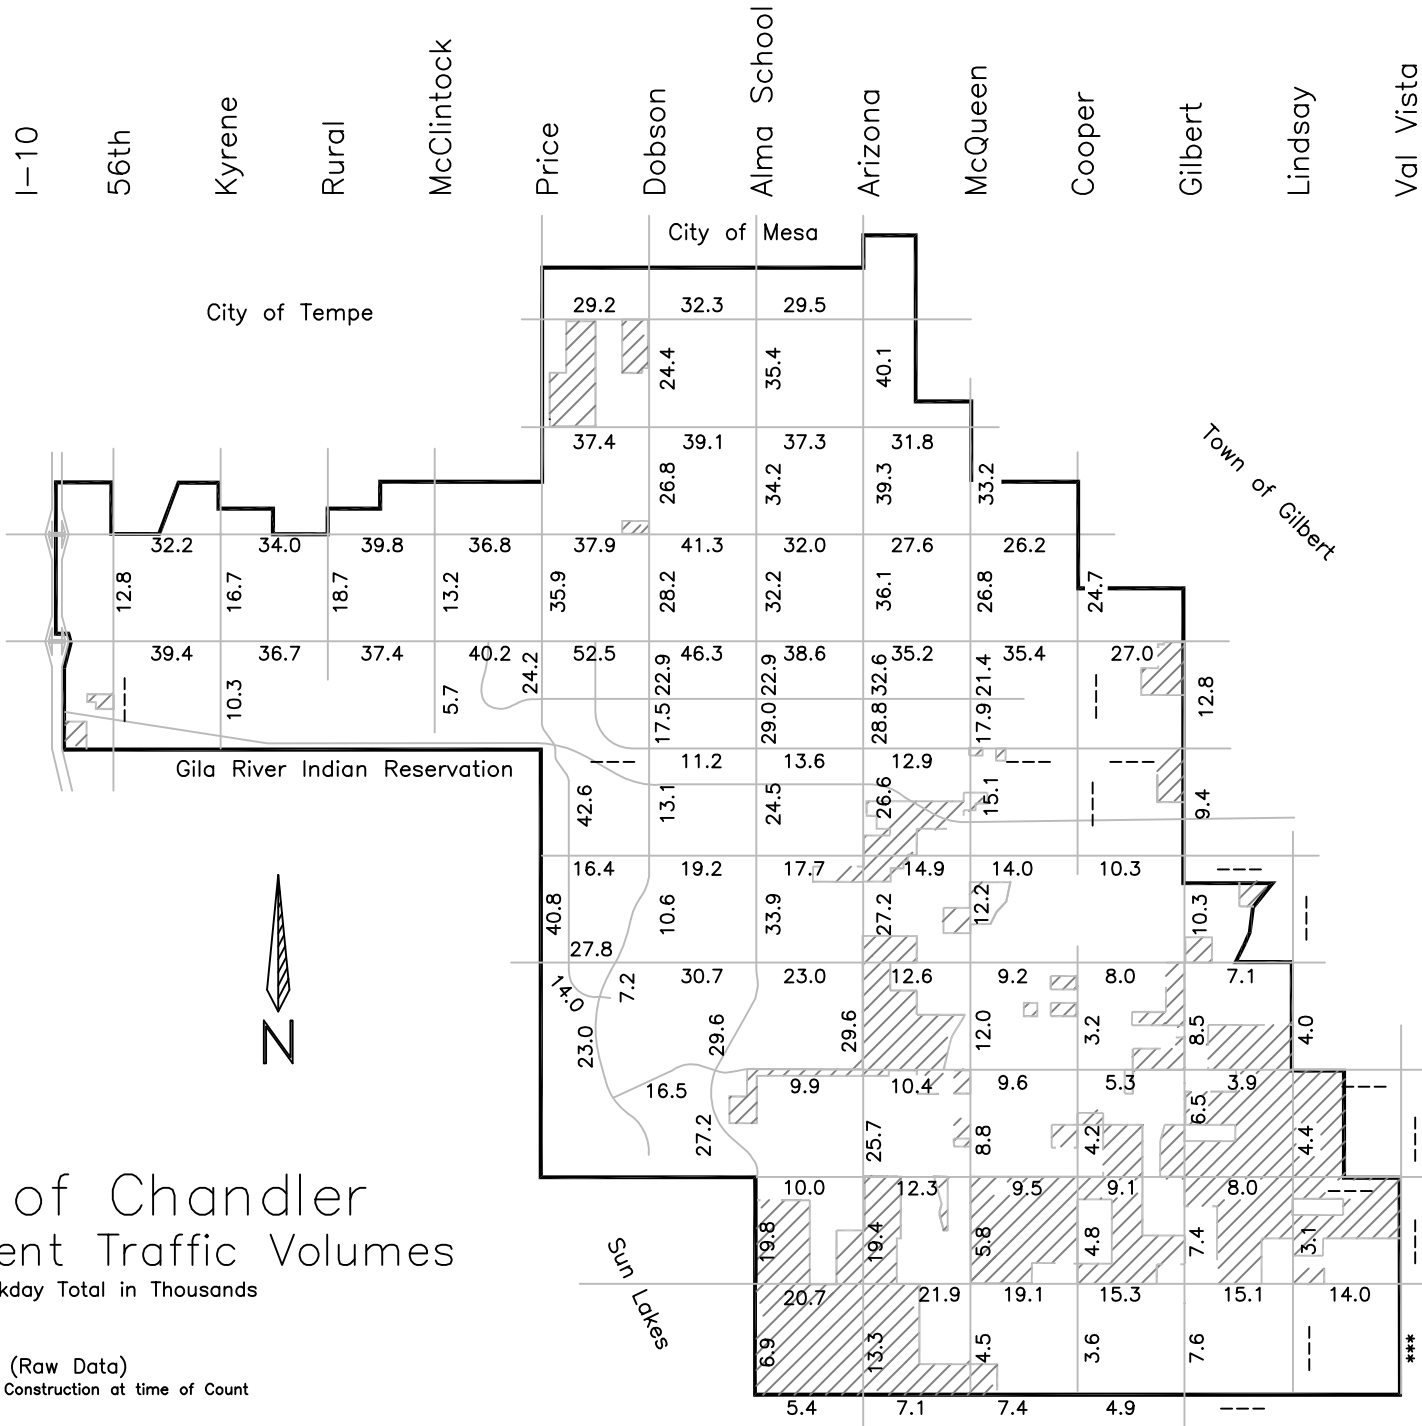 I-10 56th Kyrene Rural McClintock Price Dobson Alma School Arizona McQueen Cooper Gilbert Lindsay Val Vista
City of Mesa
City of Tempe
29.2 32.3 29.5
24.4 35.4 40.1
37.4 39.1 37.3 31.8
Town of Gilbert
26.8 34.2 39.3 33.2
32.2 34.0 39.8 36.8 37.9 41.3 32.0 27.6 26.2
12.8 16.7 18.7 13.2 35.9 28.2 32.2 36.1 26.8 24.7
39.4 36.7 37.4 40.2 52.5 46.3 38.6 35.2 35.4 27.0
24.2 22.9 22.9 32.6 21.4
10.3 5.7 12.8
17.5 29.0 28.8 17.9
Gila River Indian Reservation
11.2 13.6 12.9
42.6 13.1 24.5 26.6 15.1 9.4
16.4 19.2 17.7 14.9 14.0 10.3
40.8 10.6 33.9 27.2 12.2 10.3
27.8
30.7 23.0 12.6 9.2 8.0 7.1
14.0 7.2
23.0 29.6 29.6 12.0 3.2 8.5 4.0
N
16.5 9.9 10.4 9.6 5.3 3.9
6.5
27.2 25.7 8.8 4.2 4.4
10.0 12.3 9.5 9.1 8.0
of Chandler
19.8 19.4 5.8 4.8 7.4 3.1
ent Traffic Volumes
kday Total in Thousands
Sun Lakes
20.7 21.9 19.1 15.3 15.1 14.0
6.9 13.3 4.5 3.6 7.6 ***
(Raw Data)
Construction at time of Count
5.4 7.1 7.4 4.9